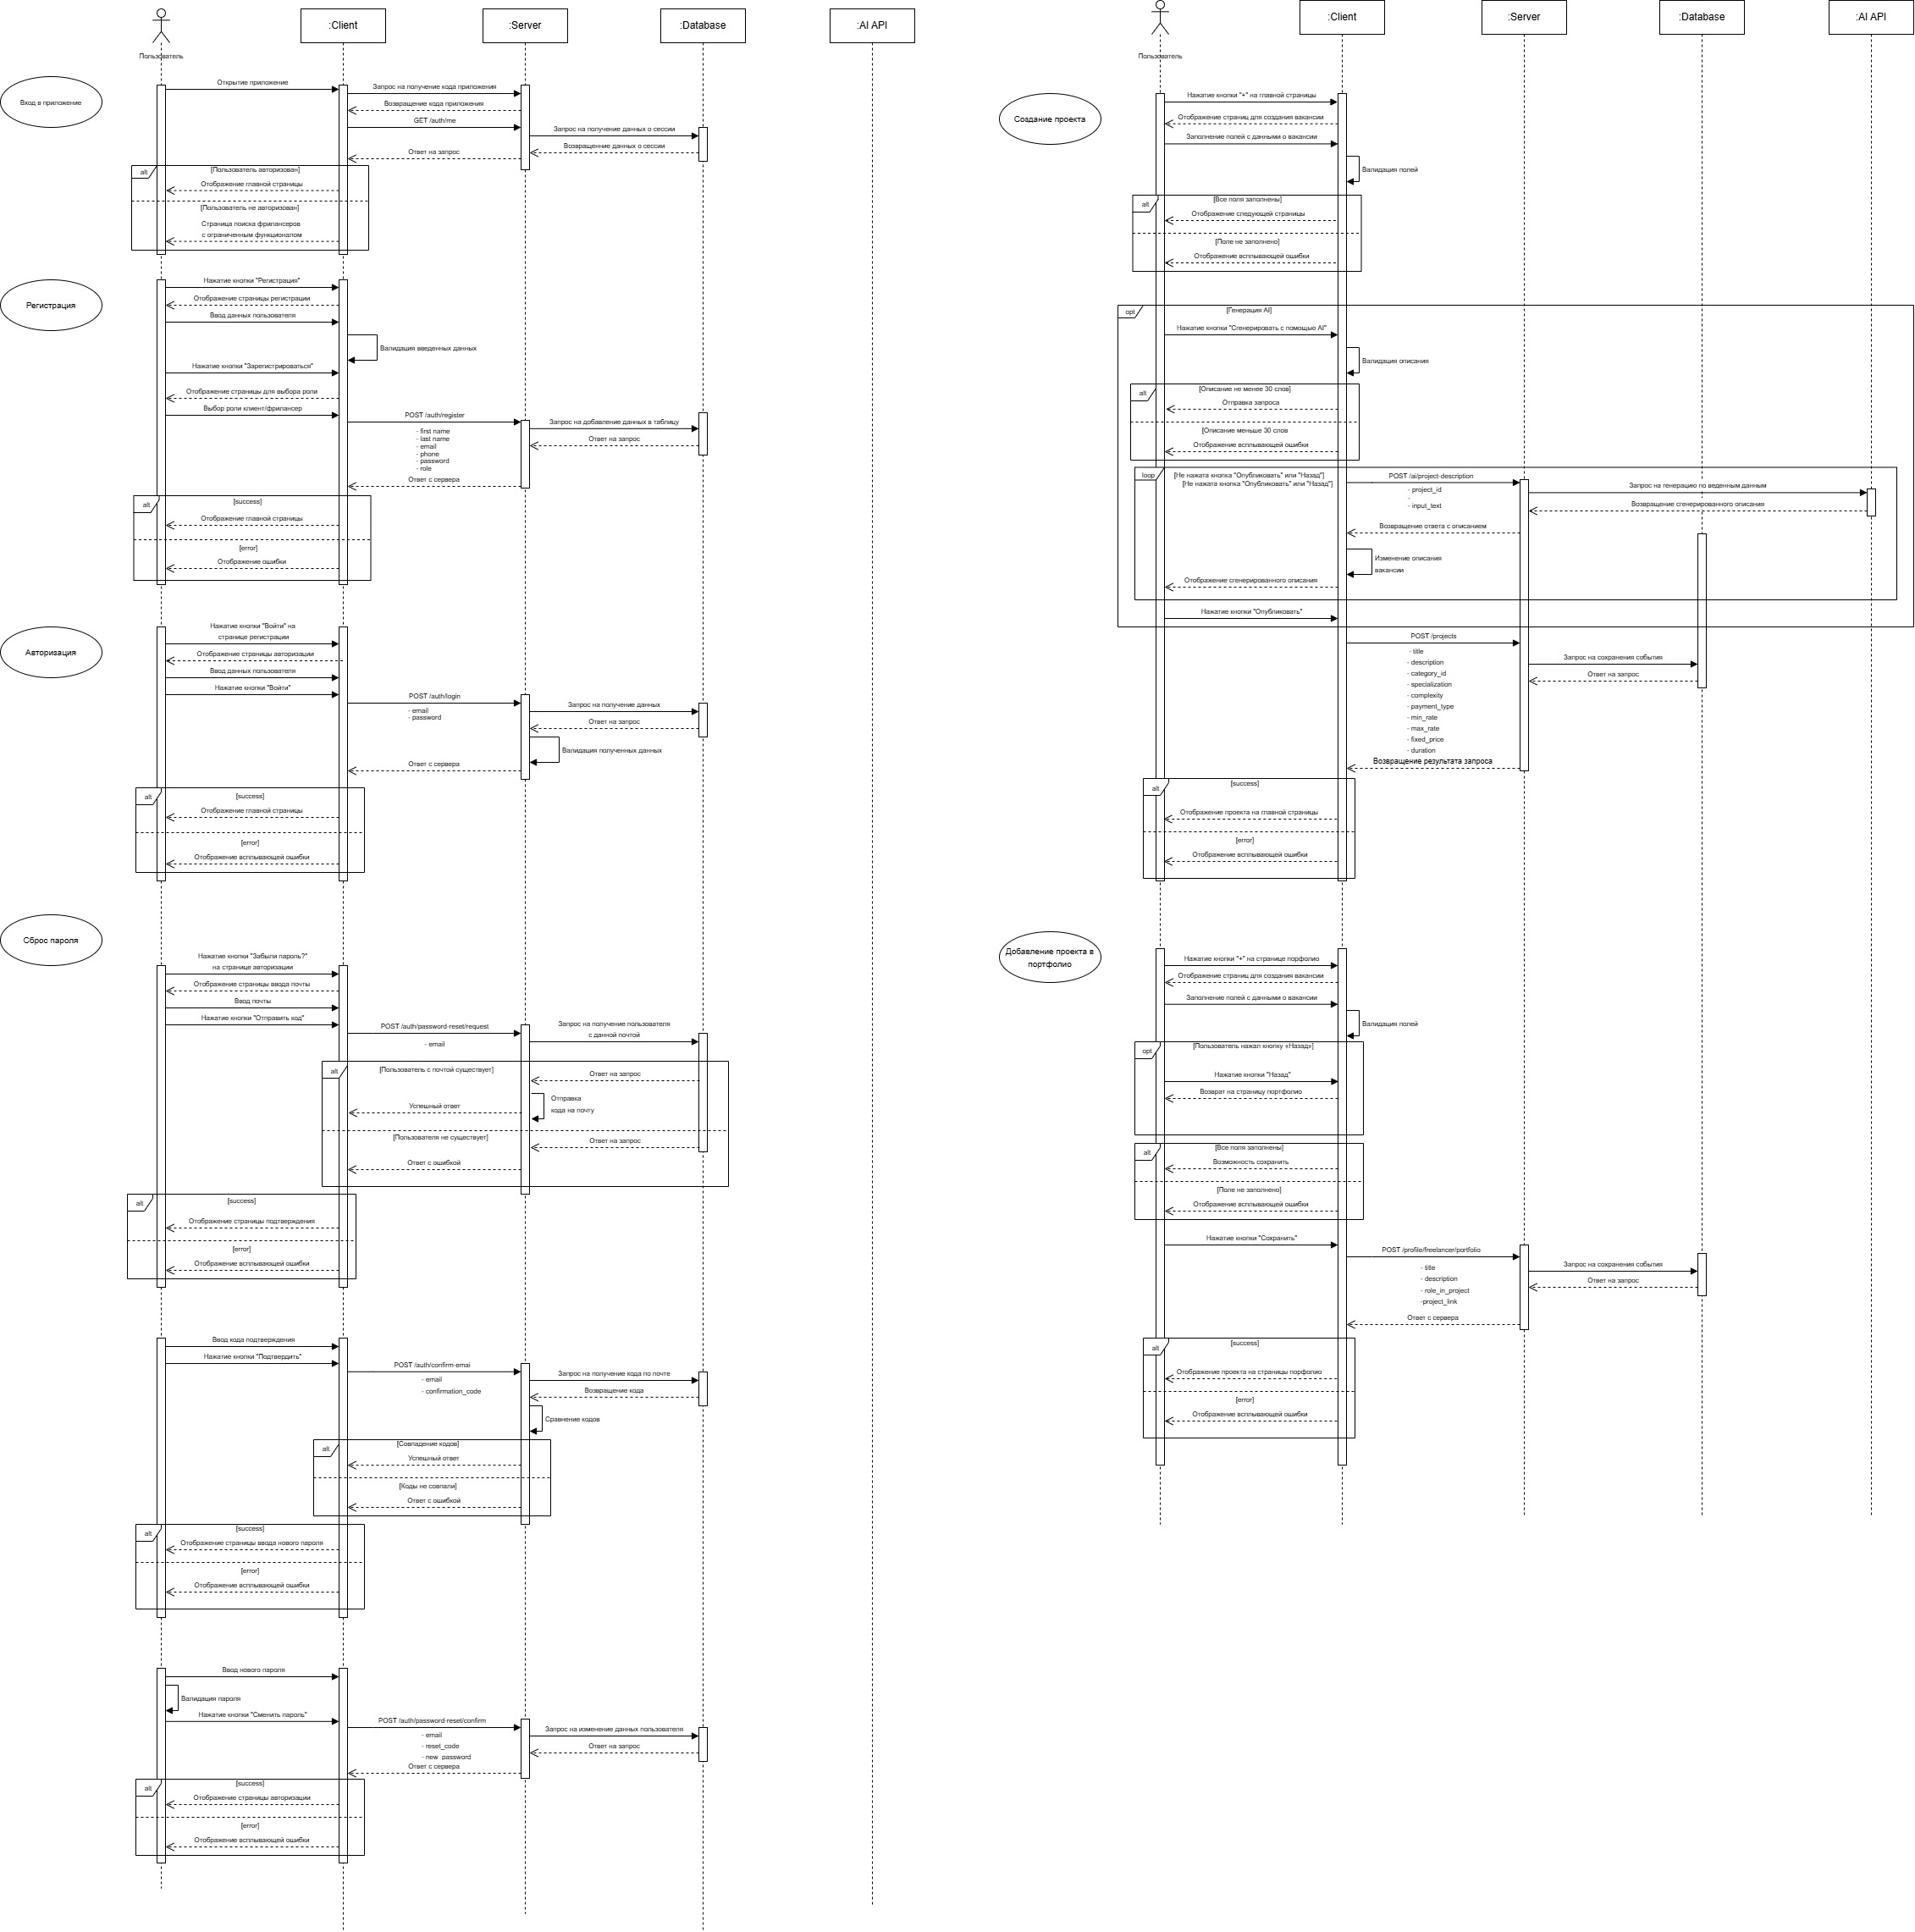 :Client
:Server
:Database
:AI API
Пользователь
Вход в приложение
Открытие приложение
Запрос на получение кода приложения
Возвращение кода приложения
GET /auth/me
Запрос на получение данных о сессии
Возвращенние данных о сессии
Ответ на запрос
alt
[Пользователь авторизован]
Отображение главной страницы
[Пользователь не авторизован]
Страница поиска фрилансеров
с ограниченным функционалом
Регистрация
Нажатие кнопки "Регистрация"
Отображение страницы регистрации
Ввод данных пользователя
Валидация введенных данных
Нажатие кнопки "Зарегистрироваться"
Отображение страницы для выбора роли
Выбор роли клиент/фрилансер
POST /auth/register
- first name
- last name
- email
- phone
- password
- role
Запрос на добавление данных в таблицу
Ответ на запрос
Ответ с сервера
alt
[success]
Отображение главной страницы
[error]
Отображение ошибки
Авторизация
Нажатие кнопки "Войти" на
странице регистрации
Отображение страницы авторизации
Ввод данных пользователя
Нажатие кнопки "Войти"
POST /auth/login
- email
- password
Запрос на получение данных
Ответ на запрос
Валидация полученных данных
Ответ с сервера
alt
[success]
Отображение главной страницы
[error]
Отображение всплывающей ошибки
Сброс пароля
Нажатие кнопки "Забыли пароль?"
на странице авторизации
Отображение страницы ввода почты
Ввод почты
Нажатие кнопки "Отправить код"
POST /auth/password-reset/request
- email
Запрос на получение пользователя
с данной почтой
alt
[Пользователь с почтой существует]
Ответ на запрос
Отправка
кода на почту
Успешный ответ
[Пользователя не существует]
Ответ на запрос
Ответ с ошибкой
alt
[success]
Отображение страницы подтверждения
[error]
Отображение всплывающей ошибки
Ввод кода подтверждения
Нажатие кнопки "Подтвердить"
POST /auth/confirm-emai
- email
- confirmation_code
Запрос на получение кода по почте
Возвращение кода
Сравнение кодов
alt
[Совпадение кодов]
Успешный ответ
[Коды не совпали]
Ответ с ошибкой
alt
[success]
Отображение страницы ввода нового пароля
[error]
Отображение всплывающей ошибки
Ввод нового пароля
Валидация пароля
Нажатие кнопки "Сменить пароль"
POST /auth/password-reset/confirm
- email
- reset_code
- new_password
Запрос на изменение данных пользователя
Ответ на запрос
Ответ с сервера
alt
[success]
Отображение страницы авторизации
[error]
Отображение всплывающей ошибки
:Client
:Server
:Database
:AI API
Пользователь
Создание проекта
Нажатие кнопки "+" на главной страницы
Отображение страниц для создания вакансии
Заполнение полей с данными о вакансии
Валидация полей
alt
[Все поля заполнены]
Отображение следующей страницы
[Поле не заполнено]
Отображение всплывающей ошибки
opt
[Генерация AI]
Нажатие кнопки "Сгенерировать с помощью AI"
Валидация описания
alt
[Описание не менее 30 слов]
Отправка запроса
[Описание меньше 30 слов
Отображение всплывающей ошибки
loop
[Не нажата кнопка "Опубликовать" или "Назад"]
[Не нажата кнопка "Опубликовать" или "Назад"]
POST /ai/project-description
- project_id
-
- input_text
Запрос на генерацию по веденным данным
Возвращение сгенерированного описания
Возвращение ответа с описанием
Изменение описания
вакансии
Отображение сгенерированного описания
Нажатие кнопки "Опубликовать"
POST /projects
- title
- description
- category_id
- specialization
- complexity
- payment_type
- min_rate
- max_rate
- fixed_price
- duration
Запрос на сохранения события
Ответ на запрос
Возвращение результата запроса
alt
[success]
Отображение проекта на главной страницы
[error]
Отображение всплывающей ошибки
Добавление проекта в
портфолио
Нажатие кнопки "+" на странице порфолио
Отображение страниц для создания вакансии
Заполнение полей с данными о вакансии
Валидация полей
opt
[Пользователь нажал кнопку «Назад»]
Нажатие кнопки "Назад"
Возврат на страницу портфолио
alt
[Все поля заполнены]
Возможность сохранить
[Поле не заполнено]
Отображение всплывающей ошибки
Нажатие кнопки "Сохранить"
POST /profile/freelancer/portfolio
- title
- description
- role_in_project
-project_link
Запрос на сохранения события
Ответ на запрос
Ответ с сервера
alt
[success]
Отображение проекта на страницы порфолио
[error]
Отображение всплывающей ошибки